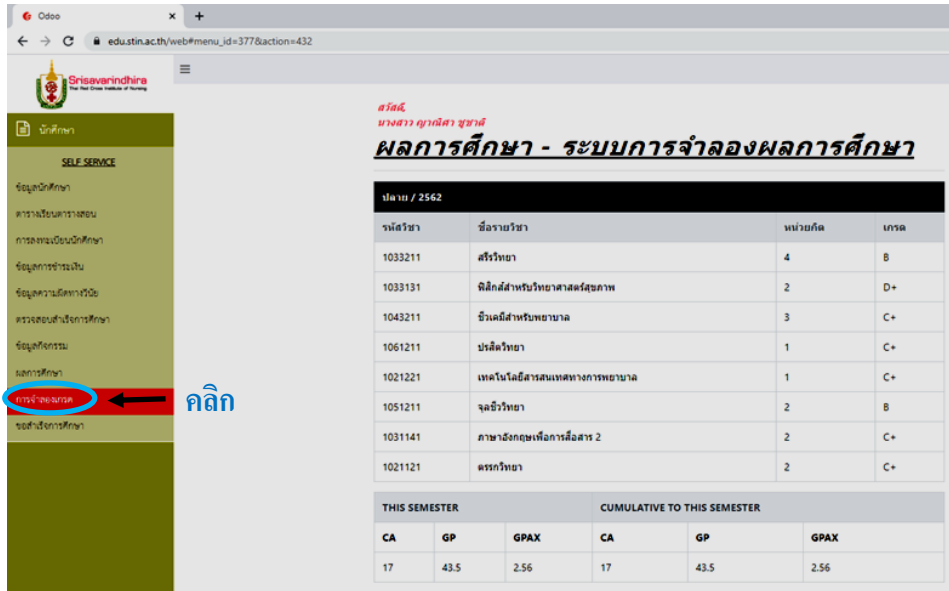 Odoo
edu.stin.ac.th/web#menu_id=377&action=432
Srisavarindhira
Thai Red Cross Institute of Nursing
นักศึกษา
SELF SERVICE
ข้อมูลนักศึกษา
ตารางเรียนตารางสอน
การลงทะเบียนนักศึกษา
ข้อมูลการชำระเงิน
ข้อมูลความผิดทางวินัย
ตรวจสอบสำเร็จการศึกษา
ข้อมูลกิจกรรม
ผลการศึกษา
การจำลองเกรด
ขอสำเร็จการศึกษา
คลิก
สวัสดี,
นางสาว ญาณิศา ชูชาติ
ผลการศึกษา - ระบบการจำลองผลการศึกษา
ปลาย / 2562
รหัสวิชา ชื่อรายวิชา หน่วยกิต เกรด
1033211 สรีรวิทยา 4 B
1033131 ฟิสิกส์สำหรับวิทยาศาสตร์สุขภาพ 2 D+
1043211 ชีวเคมีสำหรับพยาบาล 3 C+
1061211 ปรสิตวิทยา 1 C+
1021221 เทคโนโลยีสารสนเทศทางการพยาบาล 1 C+
1051211 จุลชีววิทยา 2 B
1031141 ภาษาอังกฤษเพื่อการสื่อสาร 2 2 C+
1021121 ตรรกวิทยา 2 C+
THIS SEMESTER CUMULATIVE TO THIS SEMESTER
CA GP GPAX CA GP GPAX
17 43.5 2.56 17 43.5 2.56